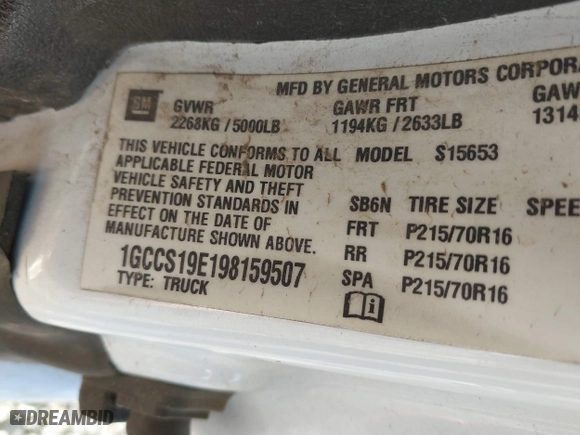 MFD BY GENERAL MOTORS CORPORA
GM
GVWR GAWR FRT GAW
2268KG / 5000LB 1194KG / 2633LB 1314
THIS VEHICLE CONFORMS TO ALL MODEL S15653
APPLICABLE FEDERAL MOTOR
VEHICLE SAFETY AND THEFT
PREVENTION STANDARDS IN SB6N TIRE SIZE SPEE
EFFECT ON THE DATE OF FRT P215/70R16
MANUFACTURE SHOWN ABOVE. RR P215/70R16
1GCCS19E198159507 SPA P215/70R16
TYPE: TRUCK
DREAMBID